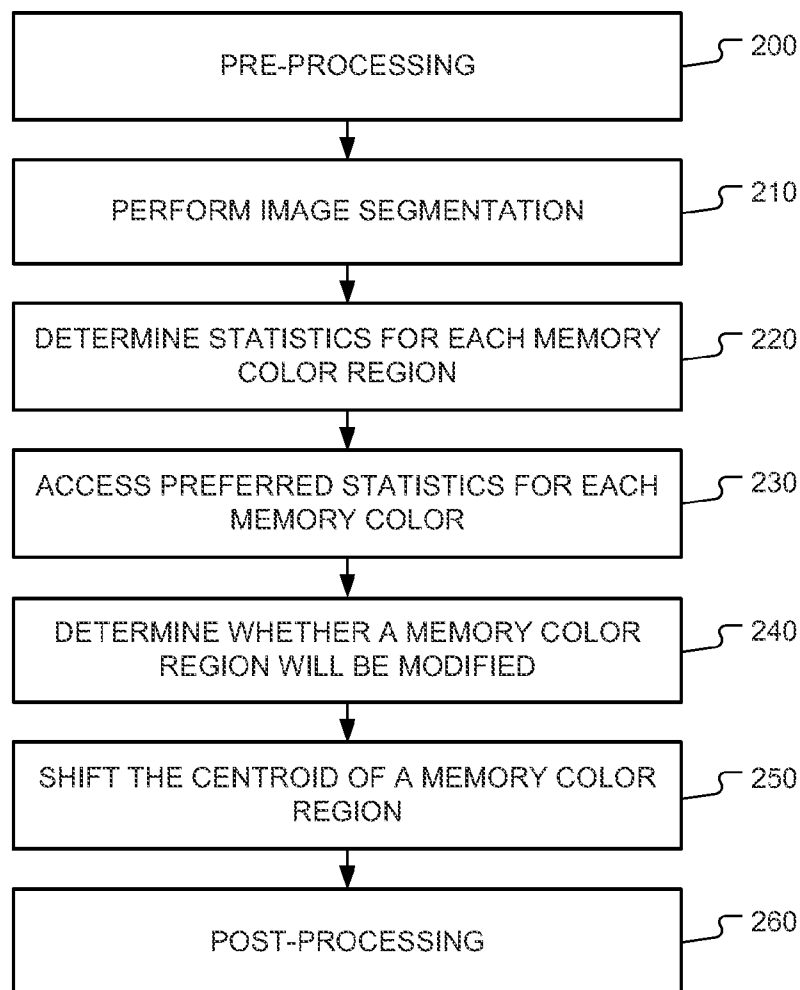 PRE-PROCESSING
200
PERFORM IMAGE SEGMENTATION
210
DETERMINE STATISTICS FOR EACH MEMORY
COLOR REGION
220
ACCESS PREFERRED STATISTICS FOR EACH
MEMORY COLOR
230
DETERMINE WHETHER A MEMORY COLOR
REGION WILL BE MODIFIED
240
SHIFT THE CENTROID OF A MEMORY COLOR
REGION
250
POST-PROCESSING
260